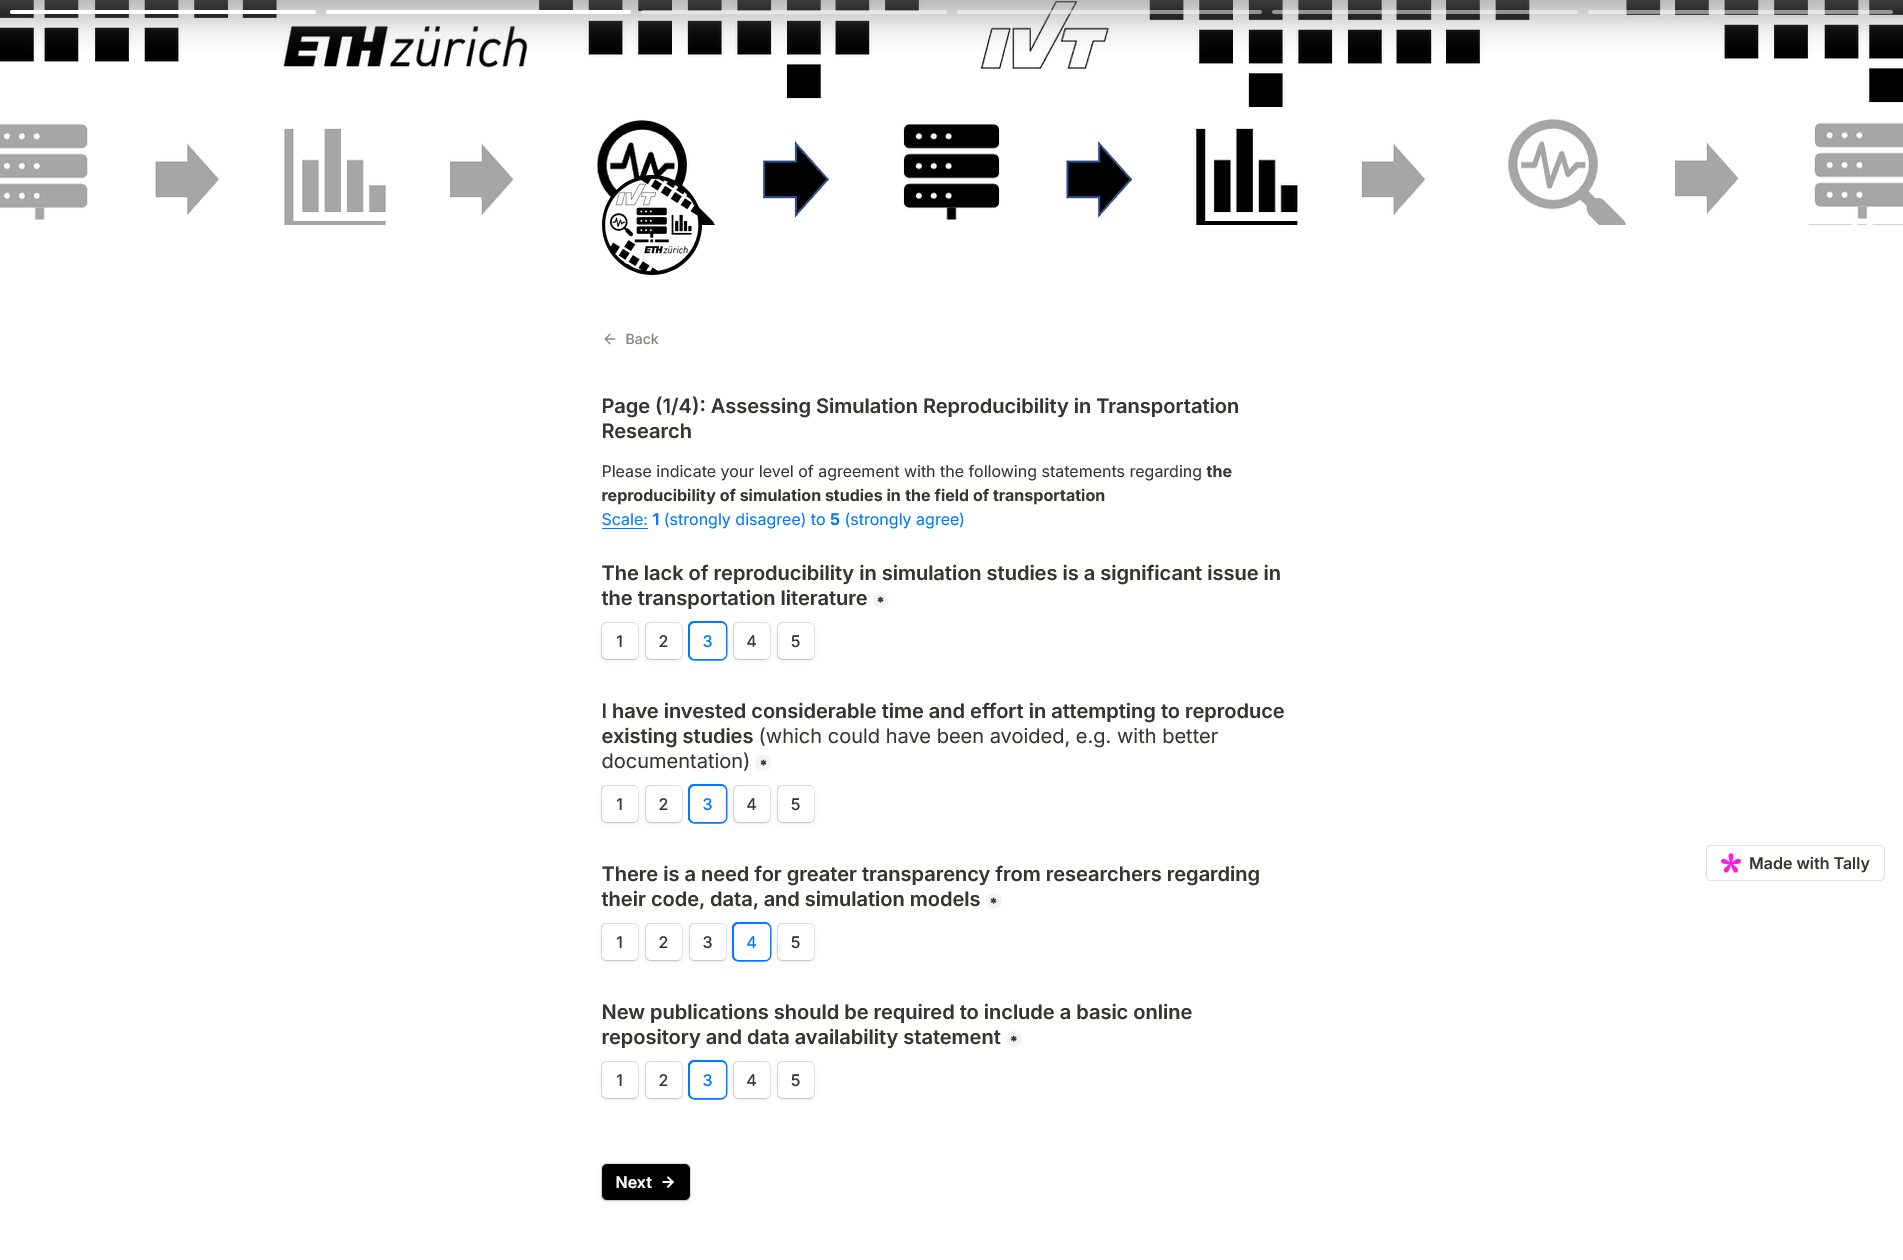 ETH zürich
IVT
IVT
ETH zürich
← Back
Page (1/4): Assessing Simulation Reproducibility in Transportation
Research
Please indicate your level of agreement with the following statements regarding the
reproducibility of simulation studies in the field of transportation
Scale: 1 (strongly disagree) to 5 (strongly agree)
The lack of reproducibility in simulation studies is a significant issue in
the transportation literature *
1 2 3 4 5
I have invested considerable time and effort in attempting to reproduce
existing studies (which could have been avoided, e.g. with better
documentation) *
1 2 3 4 5
There is a need for greater transparency from researchers regarding
their code, data, and simulation models *
1 2 3 4 5
Made with Tally
New publications should be required to include a basic online
repository and data availability statement *
1 2 3 4 5
Next →